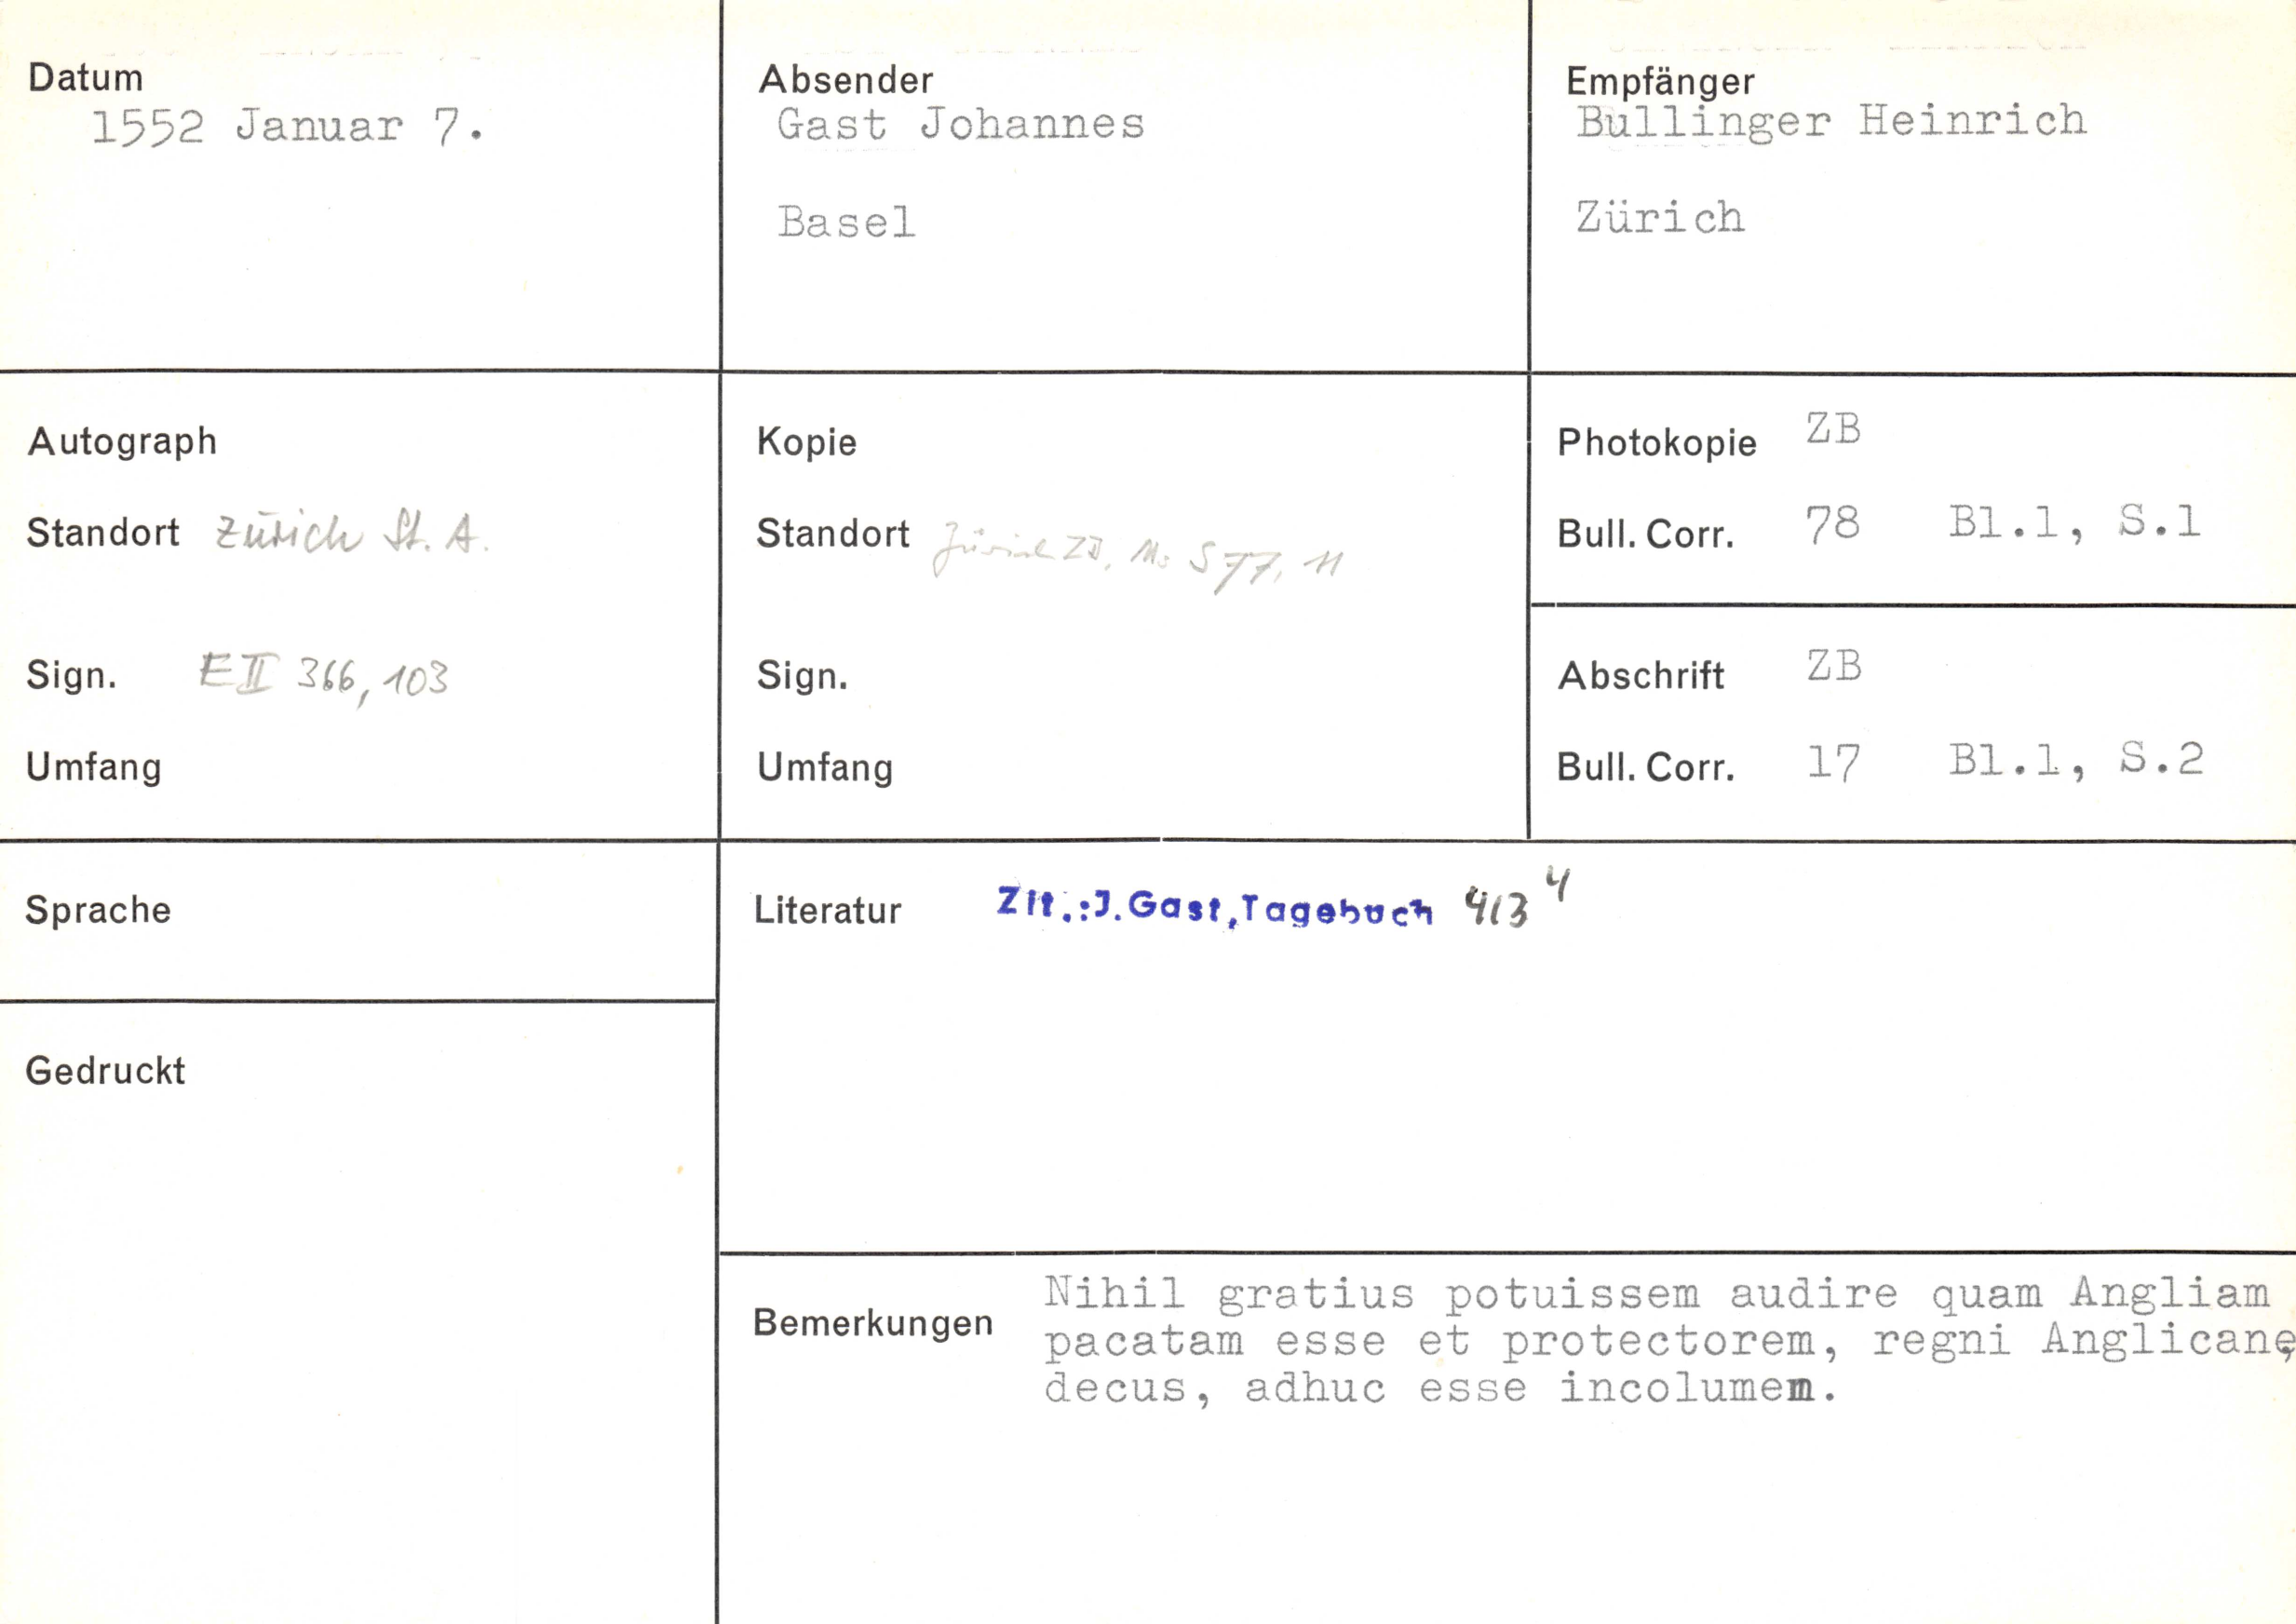 Datum
1552 Januar 7.
Absender
Gast Johannes
Basel
Empfänger
Bullinger Heinrich
Zürich
Autograph
Standort Zürich St. A.
Sign. E II 366, 103
Umfang
Kopie
Standort Zürich ZB, Ms S 77, 11
Sign.
Umfang
Photokopie ZB
Bull. Corr. 78 Bl.1, S.1
Abschrift ZB
Bull. Corr. 17 Bl.1, S.2
Sprache
Gedruckt
Literatur Zit.:J.Gast,Tagebuch 413 4
Bemerkungen
Nihil gratius potuissem audire quam Angliam
pacatam esse et protectorem, regni Anglicanę
decus, adhuc esse incolumem.